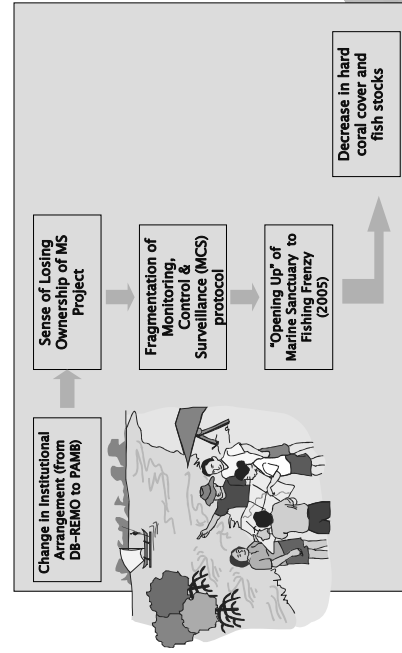 Change in Institutional
Arrangement (from
DB-REMO to PAMB)
Sense of Losing
Ownership of MS
Project
Fragmentation of
Monitoring,
Control &
Surveillance (MCS)
protocol
"Opening Up" of
Marine Sanctuary to
Fishing Frenzy
(2005)
Decrease in hard
coral cover and
fish stocks